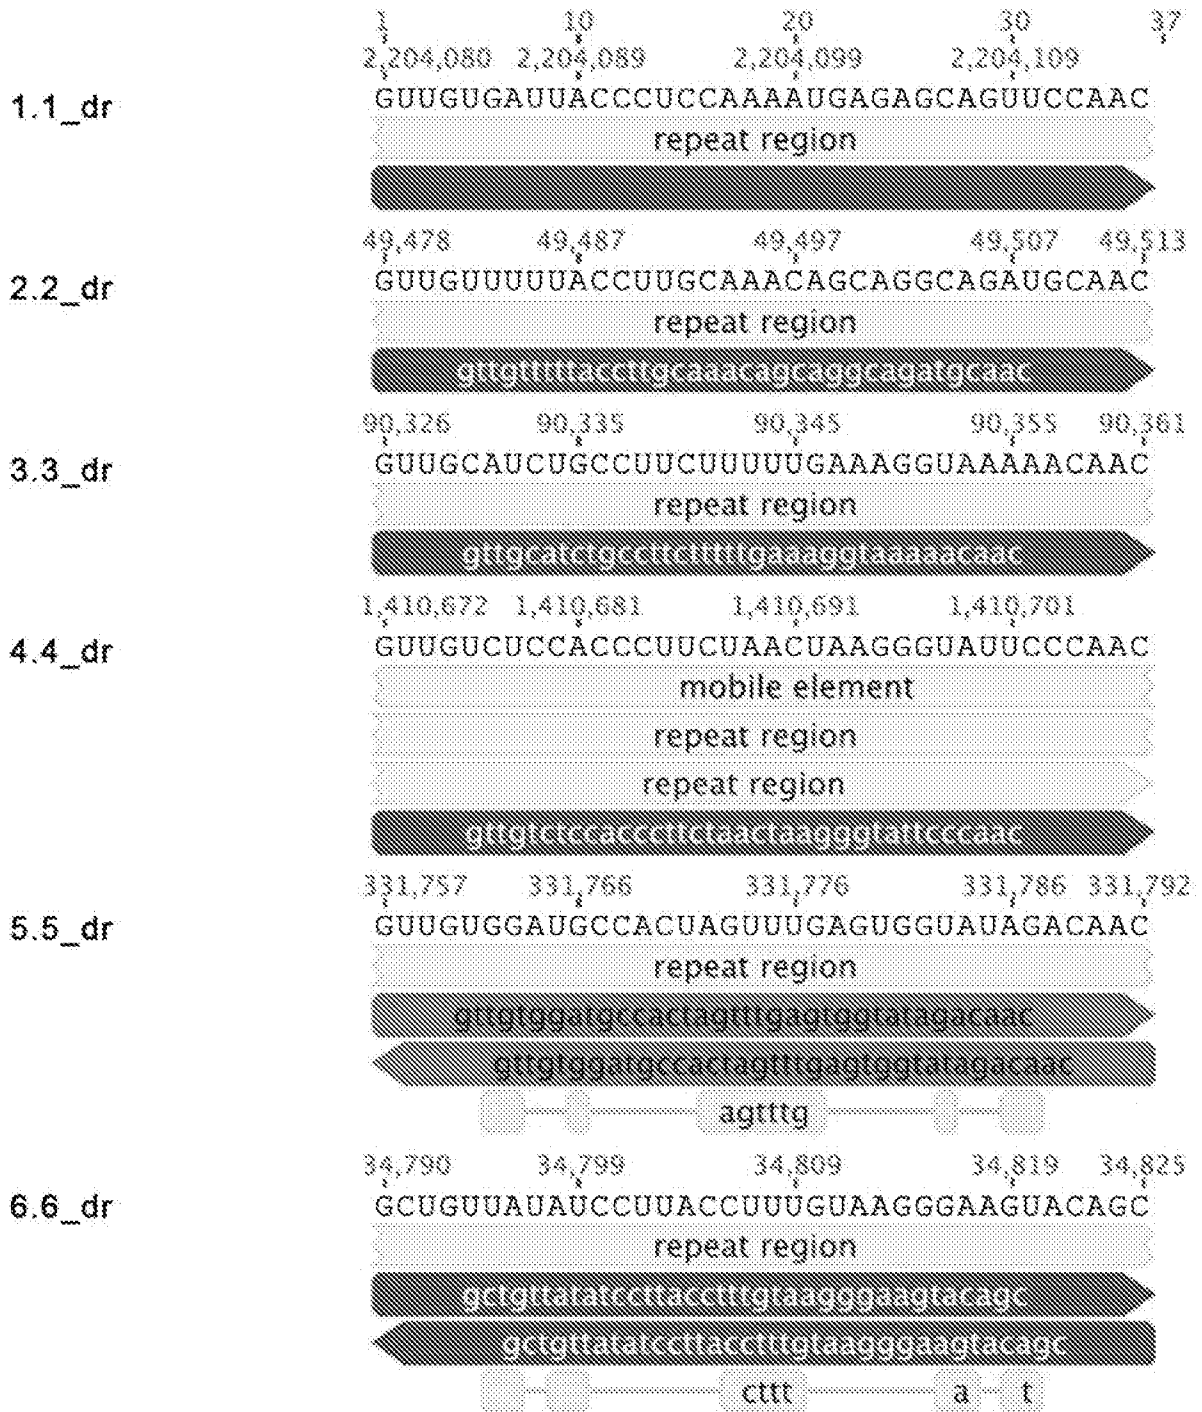 1 10 20 30 37
2,204,080 2,204,089 2,204,099 2,204,109
1.1_dr
GUUGUGAUUACCCUCCAAAAUGAGAGCAGUUCCAAC
repeat region
49,478 49,487 49,497 49,507 49,513
2.2_dr
GUUGUUUUUACCUUGCAAACAGCAGGCAGAUGCAAC
repeat region
gttgtttttaccttgcaaacagcaggcagatgcaac
90,326 90,335 90,345 90,355 90,361
3.3_dr
GUUGCAUCUGCCUUCUUUUUGAAAGGUAAAAACAAC
repeat region
gttgcatctgccttctttttgaaaggtaaaaacaac
1,410,672 1,410,681 1,410,691 1,410,701
4.4_dr
GUUGUCUCCACCCUUCUAACUAAGGGUAUUCCCAAC
mobile element
repeat region
repeat region
gttgtctccacccttctaactaagggtattcccaac
331,757 331,766 331,776 331,786 331,792
5.5_dr
GUUGUGGAUGCCACUAGUUUGAGUGGUAUAGACAAC
repeat region
gttgtggatgccactagtttgagtggtatagacaac
gttgtggatgccactagtttgagtggtatagacaac
agtttg
34,790 34,799 34,809 34,819 34,825
6.6_dr
GCUGUUAUAUCCUUACCUUUGUAAGGGAAGUACAGC
repeat region
gctgttatatccttacctttgtaagggaagtacagc
gctgttatatccttacctttgtaagggaagtacagc
cttt a t